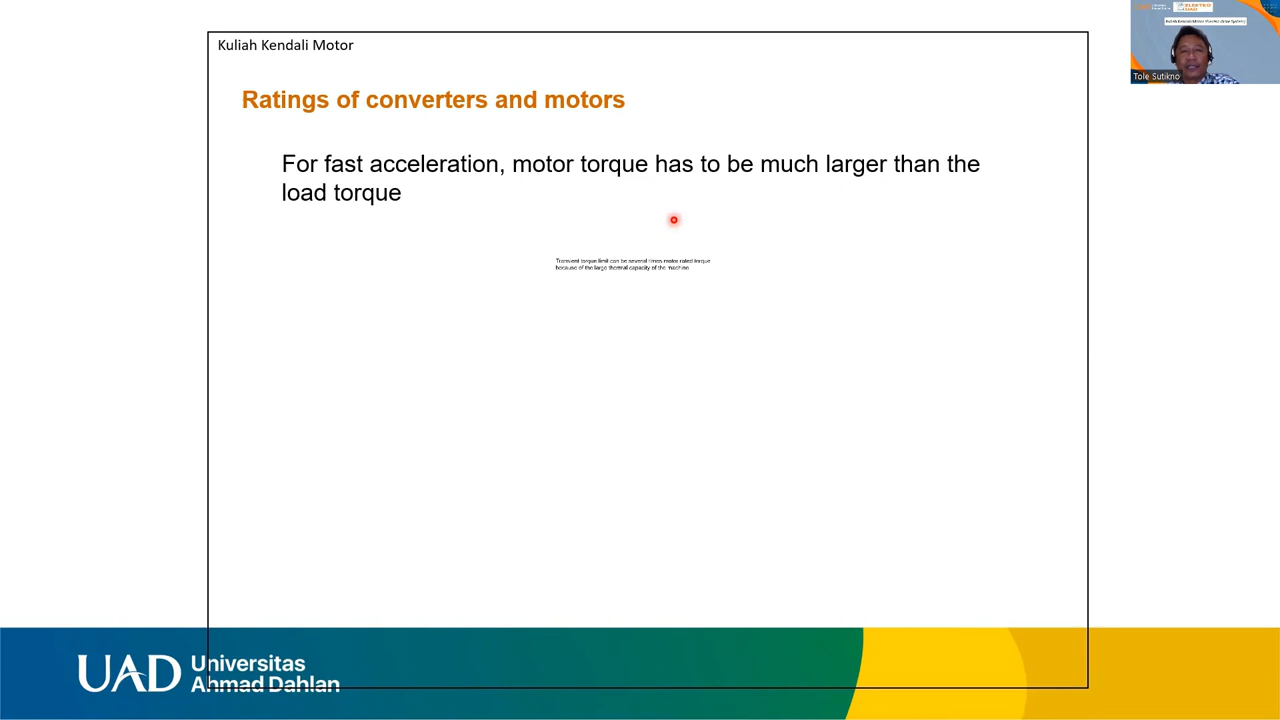 Kuliah Kendali Motor
Ratings of converters and motors
For fast acceleration, motor torque has to be much larger than the
load torque
Transient torque limit can be several times motor rated torque
because of the large thermal capacity of the machine
Tole Sutikno
UAD Universitas
Ahmad Dahlan